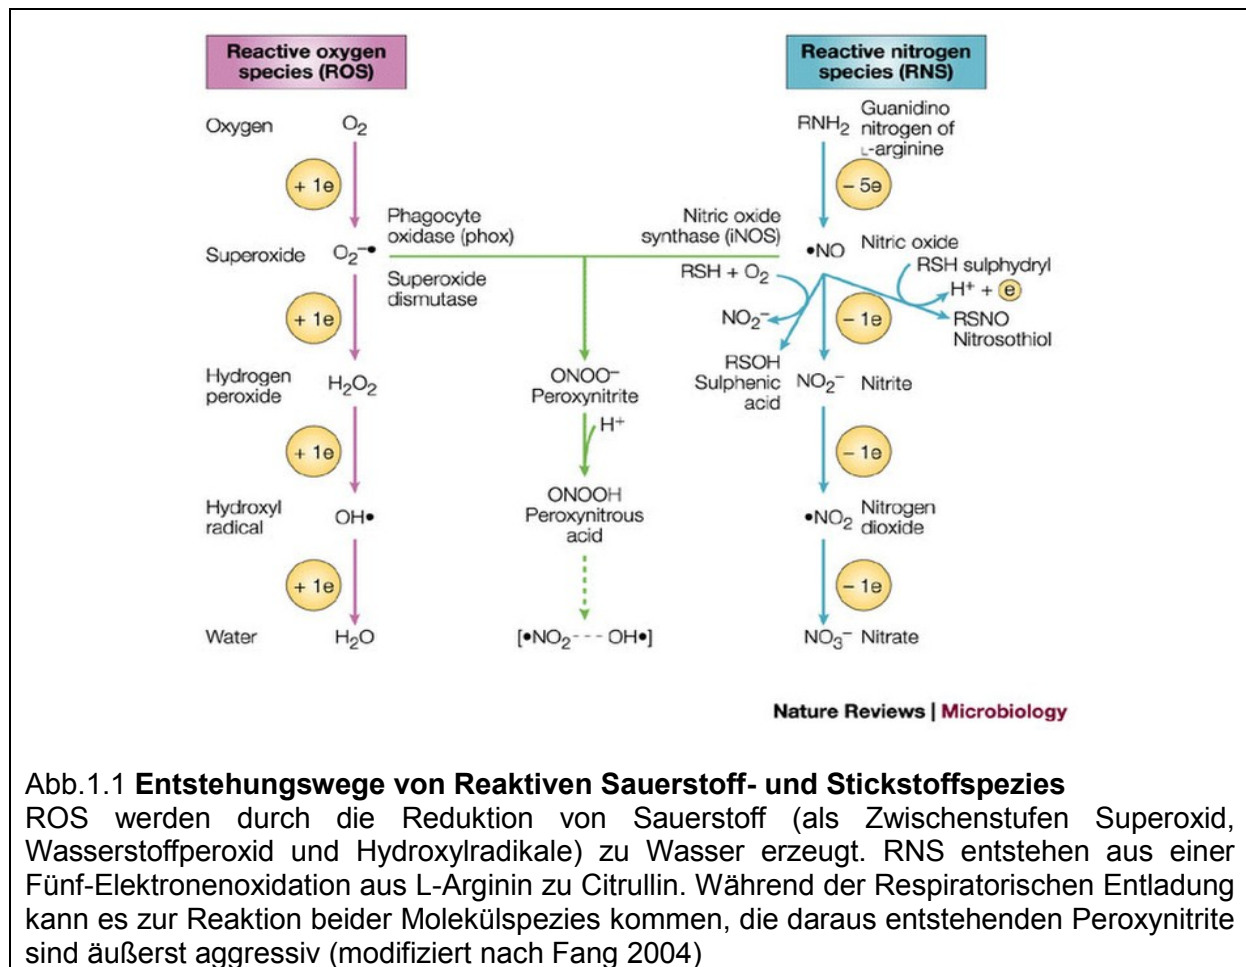 Reactive oxygen
species (ROS)
Reactive nitrogen
species (RNS)
Oxygen O₂
RNH₂ Guanidino
nitrogen of
L-arginine
+ 1e
– 5e
Phagocyte
oxidase (phox)
Nitric oxide
synthase (iNOS)
Superoxide O₂⁻•
•NO Nitric oxide
Superoxide
dismutase
RSH + O₂
RSH sulphydryl
H⁺ + e
+ 1e
NO₂⁻
– 1e
RSNO
Nitrosothiol
RSOH
Sulphenic
acid
Hydrogen
peroxide H₂O₂
ONOO⁻
Peroxynitrite
NO₂⁻ Nitrite
H⁺
+ 1e
– 1e
Hydroxyl
radical OH•
ONOOH
Peroxynitrous
acid
•NO₂ Nitrogen
dioxide
+ 1e
– 1e
Water H₂O
[•NO₂--- OH•]
NO₃⁻ Nitrate
Nature Reviews | Microbiology
Abb.1.1 Entstehungswege von Reaktiven Sauerstoff- und Stickstoffspezies
ROS werden durch die Reduktion von Sauerstoff (als Zwischenstufen Superoxid,
Wasserstoffperoxid und Hydroxylradikale) zu Wasser erzeugt. RNS entstehen aus einer
Fünf-Elektronenoxidation aus L-Arginin zu Citrullin. Während der Respiratorischen Entladung
kann es zur Reaktion beider Molekülspezies kommen, die daraus entstehenden Peroxynitrite
sind äußerst aggressiv (modifiziert nach Fang 2004)